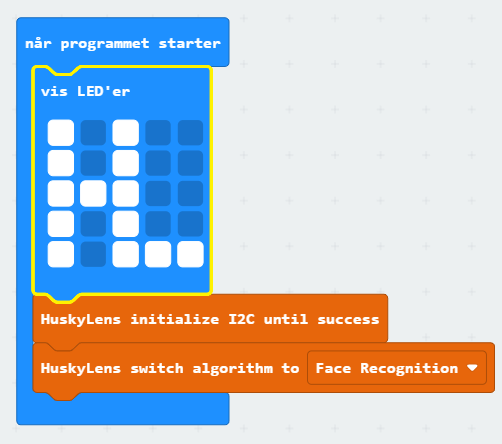 når programmet starter
vis LED'er
HuskyLens initialize I2C until success
HuskyLens switch algorithm to Face Recognition